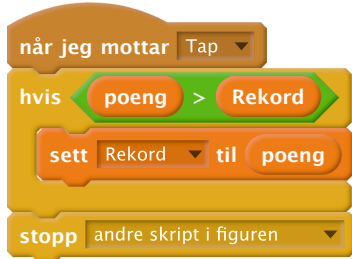 når jeg mottar Tap
hvis poeng > Rekord
sett Rekord til poeng
stopp andre skript i figuren